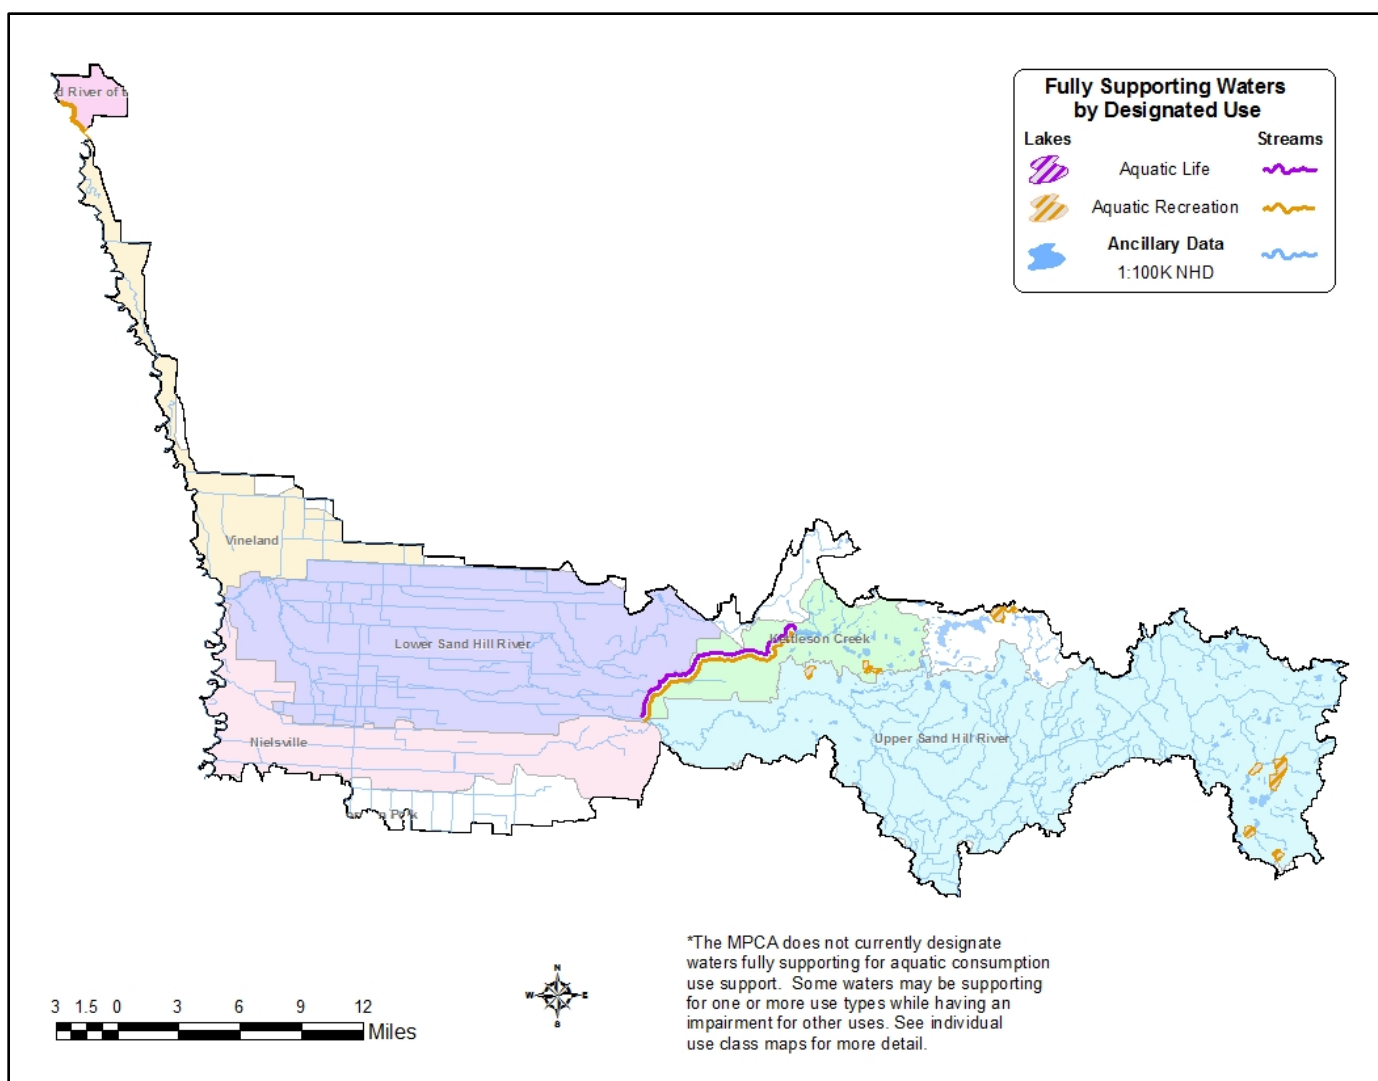 Fully Supporting Waters
by Designated Use
Lakes Streams
Aquatic Life
Aquatic Recreation
Ancillary Data
1:100K NHD
d River of t
Vineland
Lower Sand Hill River
Kettleson Creek
Nielsville
Upper Sand Hill River
*The MPCA does not currently designate
waters fully supporting for aquatic consumption
use support. Some waters may be supporting
for one or more use types while having an
impairment for other uses. See individual
use class maps for more detail.
N
W E
S
3 1.5 0 3 6 9 12
Miles